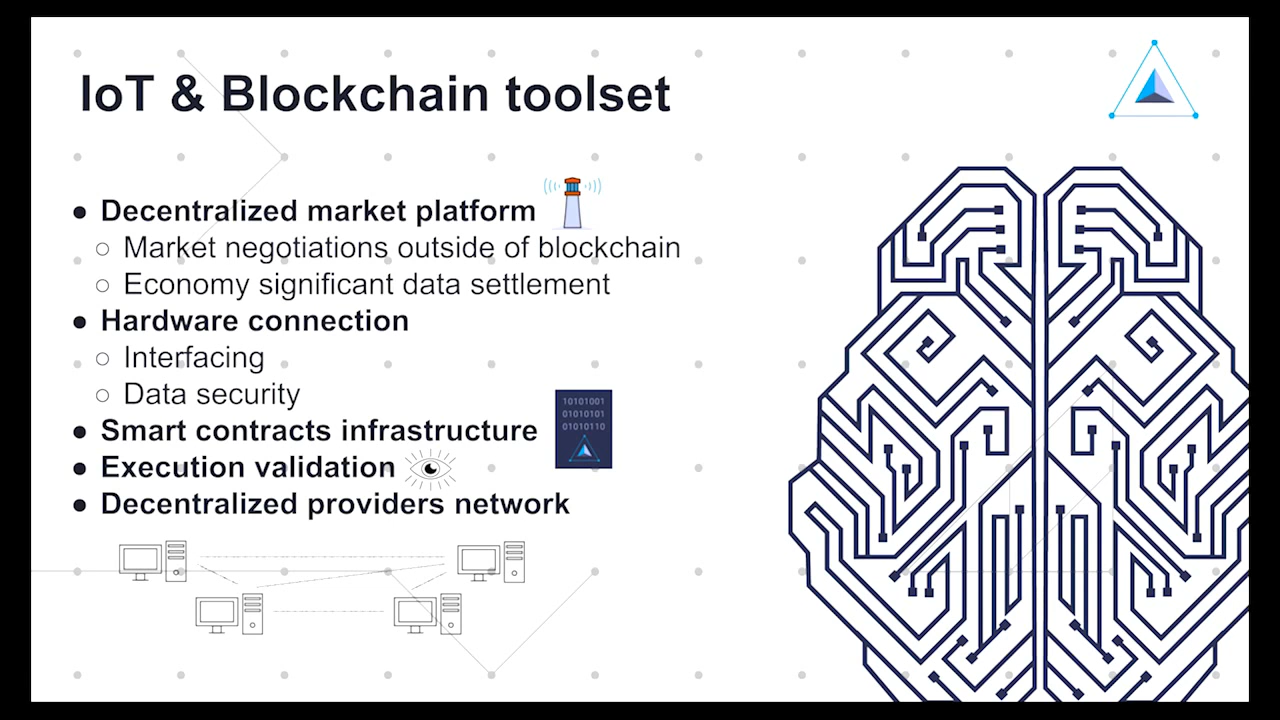 IoT & Blockchain toolset
● Decentralized market platform
○ Market negotiations outside of blockchain
○ Economy significant data settlement
● Hardware connection
○ Interfacing
○ Data security
● Smart contracts infrastructure
10101001
01010101
01010110
● Execution validation
● Decentralized providers network